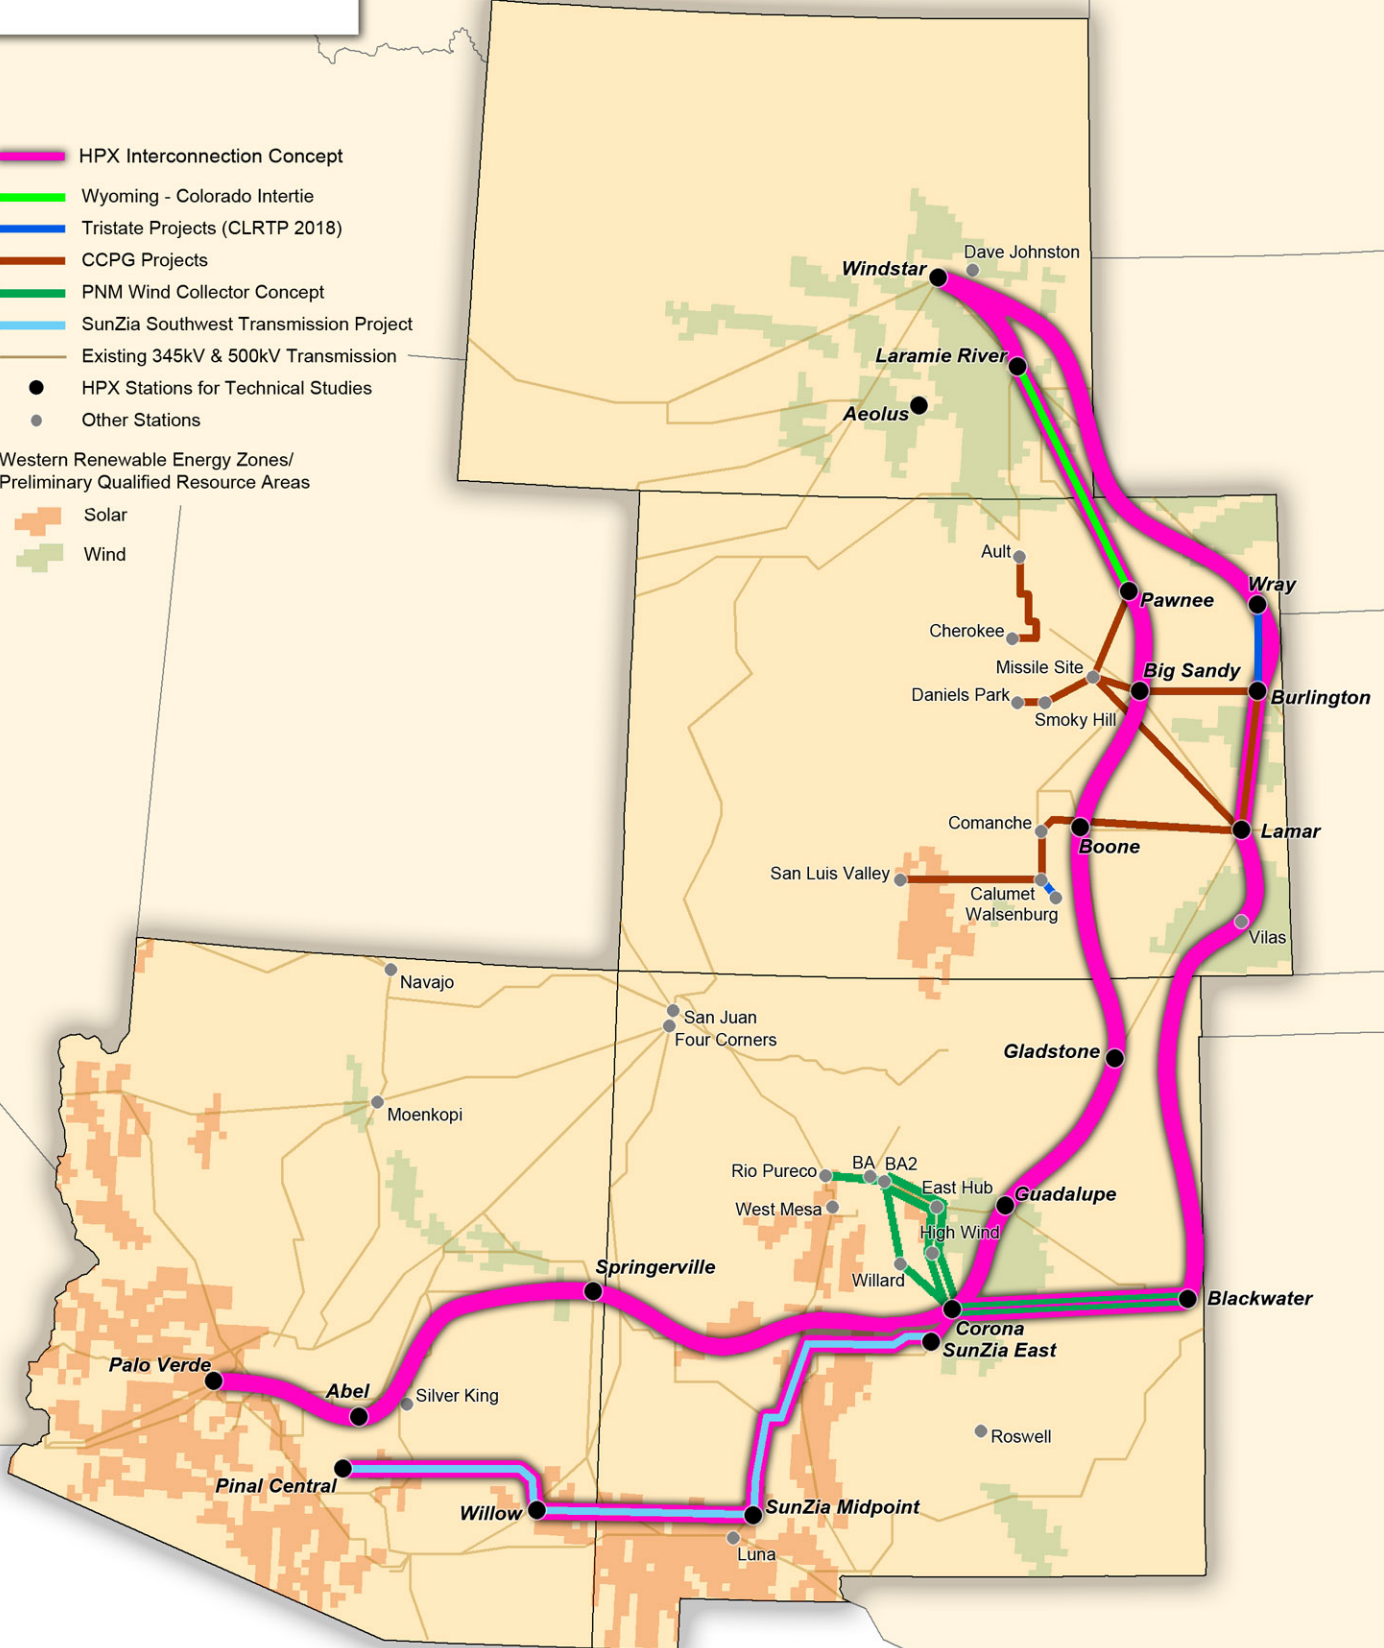 HPX Interconnection Concept
Wyoming - Colorado Intertie
Tristate Projects (CLRTP 2018)
CCPG Projects
PNM Wind Collector Concept
SunZia Southwest Transmission Project
Existing 345kV & 500kV Transmission
HPX Stations for Technical Studies
Other Stations
Western Renewable Energy Zones/
Preliminary Qualified Resource Areas
Solar
Wind
Dave Johnston
Windstar
Laramie River
Aeolus
Ault
Wray
Pawnee
Cherokee
Missile Site
Big Sandy
Daniels Park
Burlington
Smoky Hill
Comanche
Lamar
Boone
San Luis Valley
Calumet
Walsenburg
Vilas
Navajo
San Juan
Four Corners
Gladstone
Moenkopi
Rio Pureco
BA
BA2
East Hub
Guadalupe
West Mesa
High Wind
Willard
Springerville
Blackwater
Corona
SunZia East
Palo Verde
Abel
Silver King
Roswell
Pinal Central
Willow
SunZia Midpoint
Luna